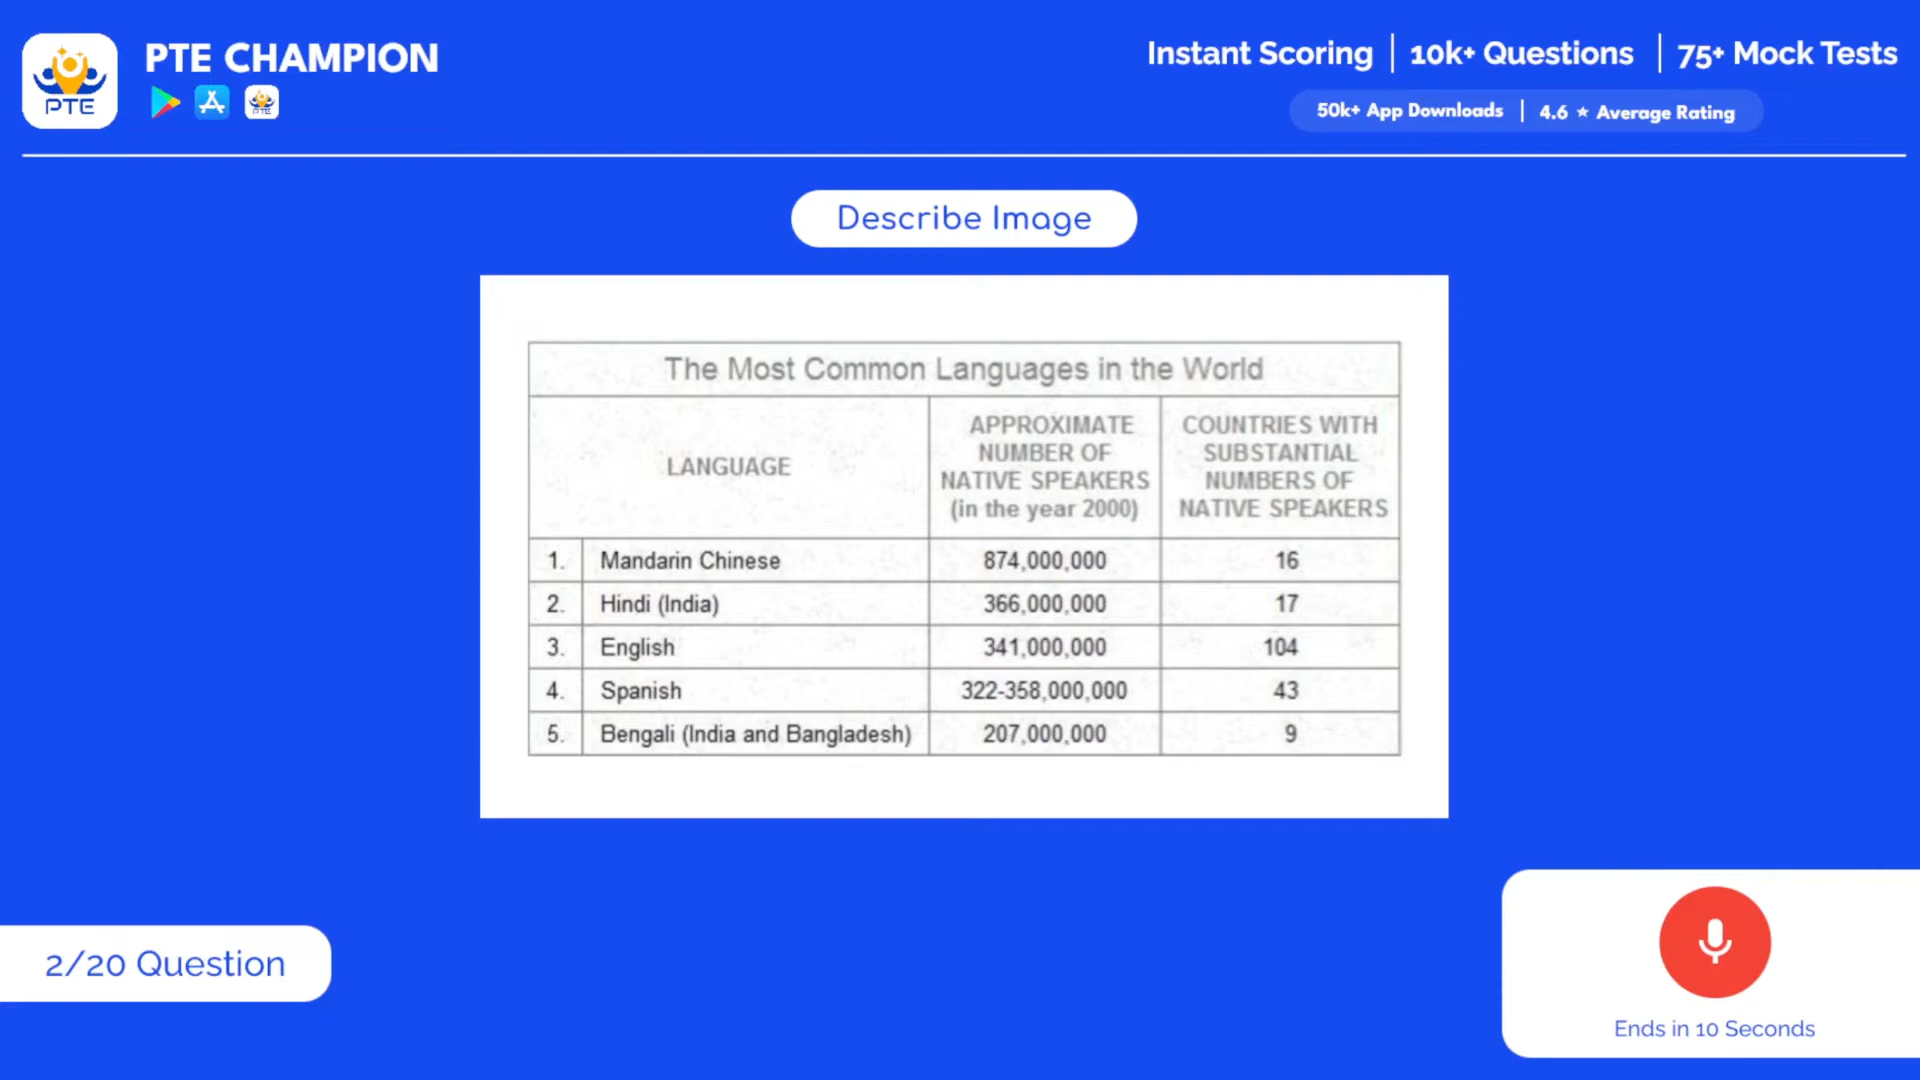 PTE CHAMPION
PTE
PTE
Instant Scoring | 10k+ Questions | 75+ Mock Tests
50k+ App Downloads | 4.6 ★ Average Rating
Describe Image
The Most Common Languages in the World
LANGUAGE
APPROXIMATE
NUMBER OF
NATIVE SPEAKERS
(in the year 2000)
COUNTRIES WITH
SUBSTANTIAL
NUMBERS OF
NATIVE SPEAKERS
1. Mandarin Chinese 874,000,000 16
2. Hindi (India) 366,000,000 17
3. English 341,000,000 104
4. Spanish 322-358,000,000 43
5. Bengali (India and Bangladesh) 207,000,000 9
2/20 Question
Ends in 10 Seconds